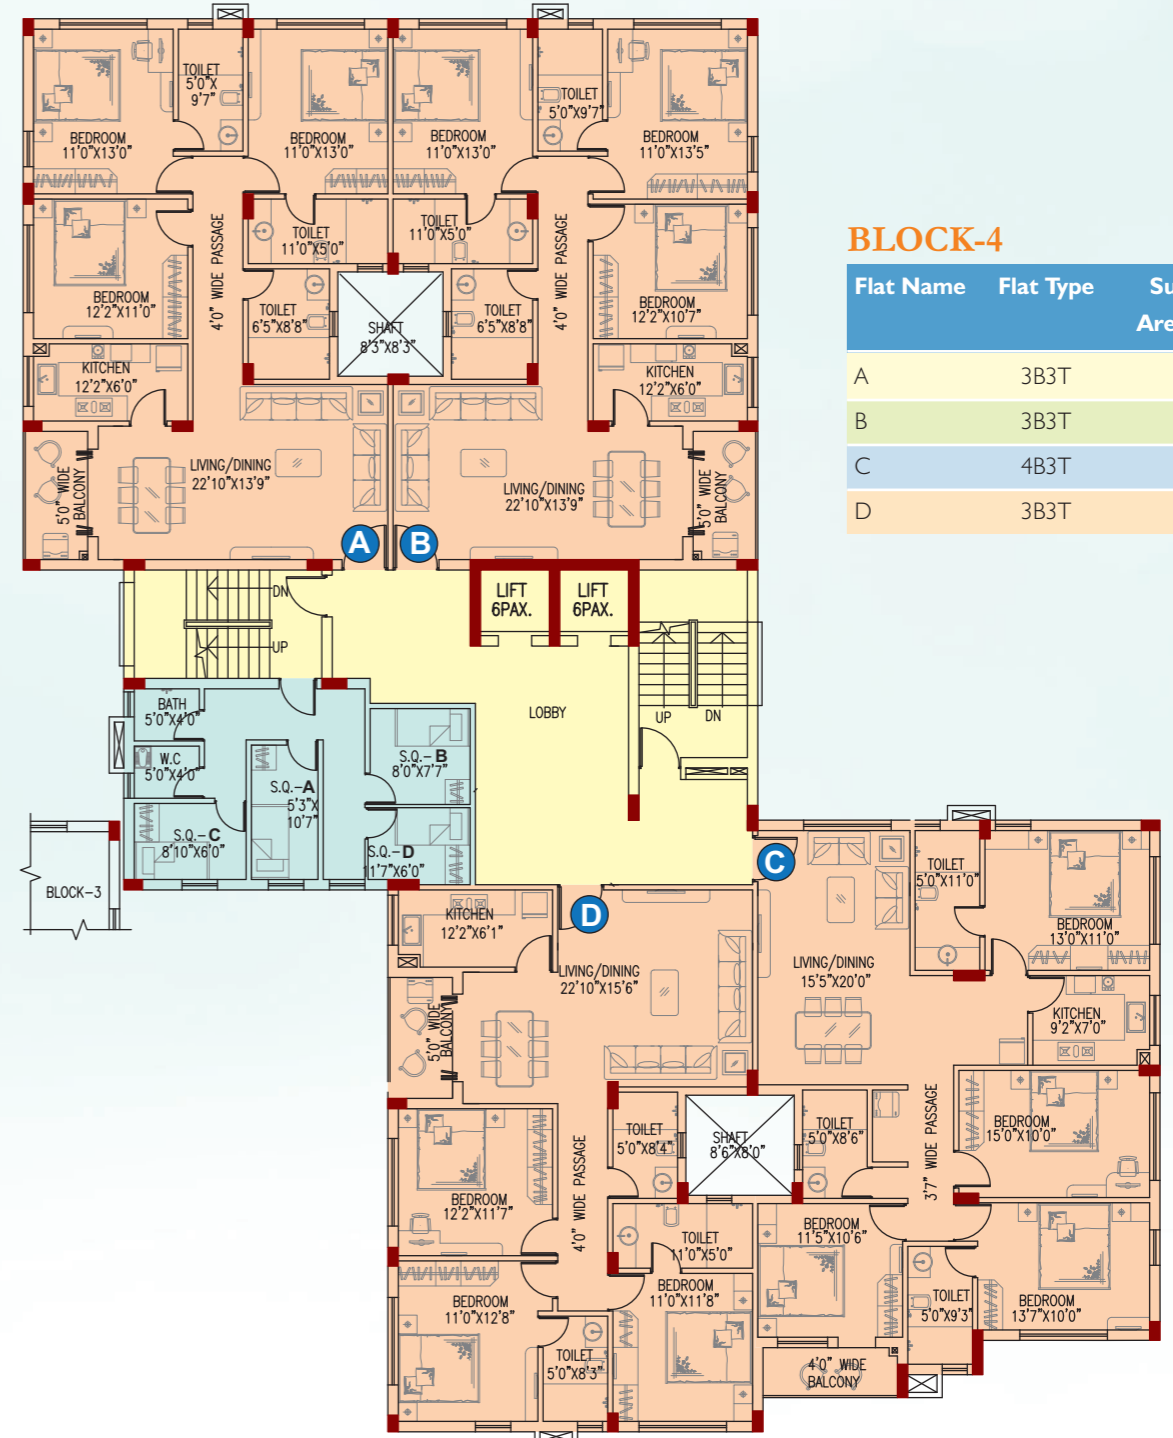 TOILET
5'0"X
9'7"
BEDROOM
11'0"X13'0"
BEDROOM
11'0"X13'0"
BEDROOM
11'0"X13'0"
TOILET
5'0"X9'7"
BEDROOM
11'0"X13'5"
TOILET
11'0"X5'0"
TOILET
11'0"X5'0"
4'0" WIDE PASSAGE
4'0" WIDE PASSAGE
BEDROOM
12'2"X11'0"
TOILET
6'5"X8'8"
SHAFT
8'3"X8'3"
TOILET
6'5"X8'8"
BEDROOM
12'2"X10'7"
KITCHEN
12'2"X6'0"
KITCHEN
12'2"X6'0"
5'0" WIDE
BALCONY
LIVING/DINING
22'10"X13'9"
LIVING/DINING
22'10"X13'9"
5'0" WIDE
BALCONY
A
B
BLOCK-4
Flat Name Flat Type Su
Are
A 3B3T
B 3B3T
C 4B3T
D 3B3T
DN
UP
LIFT
6PAX.
LIFT
6PAX.
LOBBY
UP
DN
BATH
5'0"X4'0"
W.C
5'0"X4'0"
S.Q.-A
5'3"X
10'7"
S.Q.-B
8'0"X7'7"
S.Q.-C
8'10"X6'0"
S.Q.-D
11'7"X6'0"
BLOCK-3
C
D
KITCHEN
12'2"X6'1"
LIVING/DINING
22'10"X15'6"
5'0" WIDE
BALCONY
LIVING/DINING
15'5"X20'0"
TOILET
5'0"X11'0"
BEDROOM
13'0"X11'0"
KITCHEN
9'2"X7'0"
TOILET
5'0"X8'4"
SHAFT
8'6"X8'0"
TOILET
5'0"X8'6"
3'7" WIDE PASSAGE
BEDROOM
15'0"X10'0"
BEDROOM
12'2"X11'7"
4'0" WIDE PASSAGE
TOILET
11'0"X5'0"
BEDROOM
11'5"X10'6"
BEDROOM
11'0"X12'8"
BEDROOM
11'0"X11'8"
TOILET
5'0"X9'3"
BEDROOM
13'7"X10'0"
TOILET
5'0"X8'3"
4'0" WIDE
BALCONY